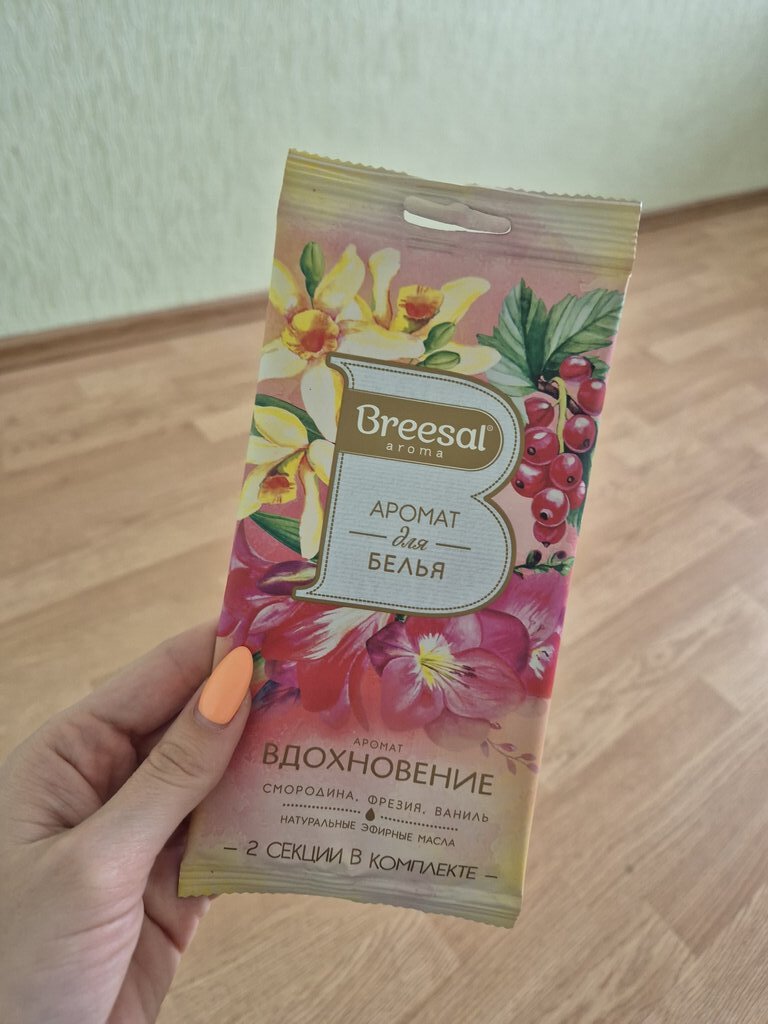 Breesal®
aroma
АРОМАТ
для
БЕЛЬЯ
АРОМАТ
ВДОХНОВЕНИЕ
СМОРОДИНА, ФРЕЗИЯ, ВАНИЛЬ
НАТУРАЛЬНЫЕ ЭФИРНЫЕ МАСЛА
– 2 СЕКЦИИ В КОМПЛЕКТЕ –